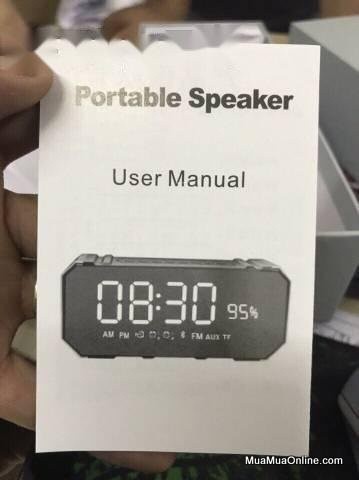 Portable Speaker
User Manual
08:30 95%
AM PM FM AUX TF
MuaMuaOnline.com